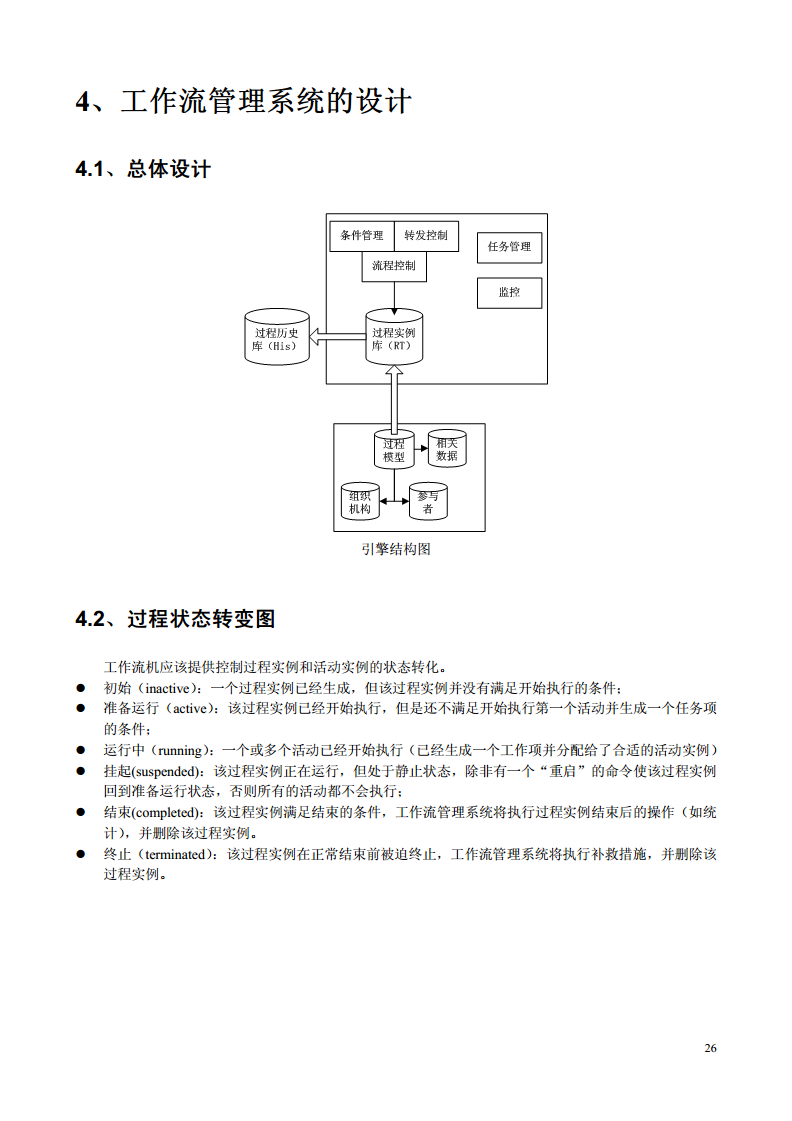 4、工作流管理系统的设计
4.1、总体设计
条件管理
转发控制
任务管理
流程控制
监控
过程历史
库（His）
过程实例
库（RT）
过程
模型
相关
数据
组织
机构
参与
者
引擎结构图
4.2、过程状态转变图
工作流机应该提供控制过程实例和活动实例的状态转化。
● 初始（inactive）：一个过程实例已经生成，但该过程实例并没有满足开始执行的条件；
● 准备运行（active）：该过程实例已经开始执行，但是还不满足开始执行第一个活动并生成一个任务项
的条件；
● 运行中（running）：一个或多个活动已经开始执行（已经生成一个工作项并分配给了合适的活动实例）
● 挂起(suspended)：该过程实例正在运行，但处于静止状态，除非有一个“重启”的命令使该过程实例
回到准备运行状态，否则所有的活动都不会执行；
● 结束(completed)：该过程实例满足结束的条件，工作流管理系统将执行过程实例结束后的操作（如统
计），并删除该过程实例。
● 终止（terminated）：该过程实例在正常结束前被迫终止，工作流管理系统将执行补救措施，并删除该
过程实例。
26